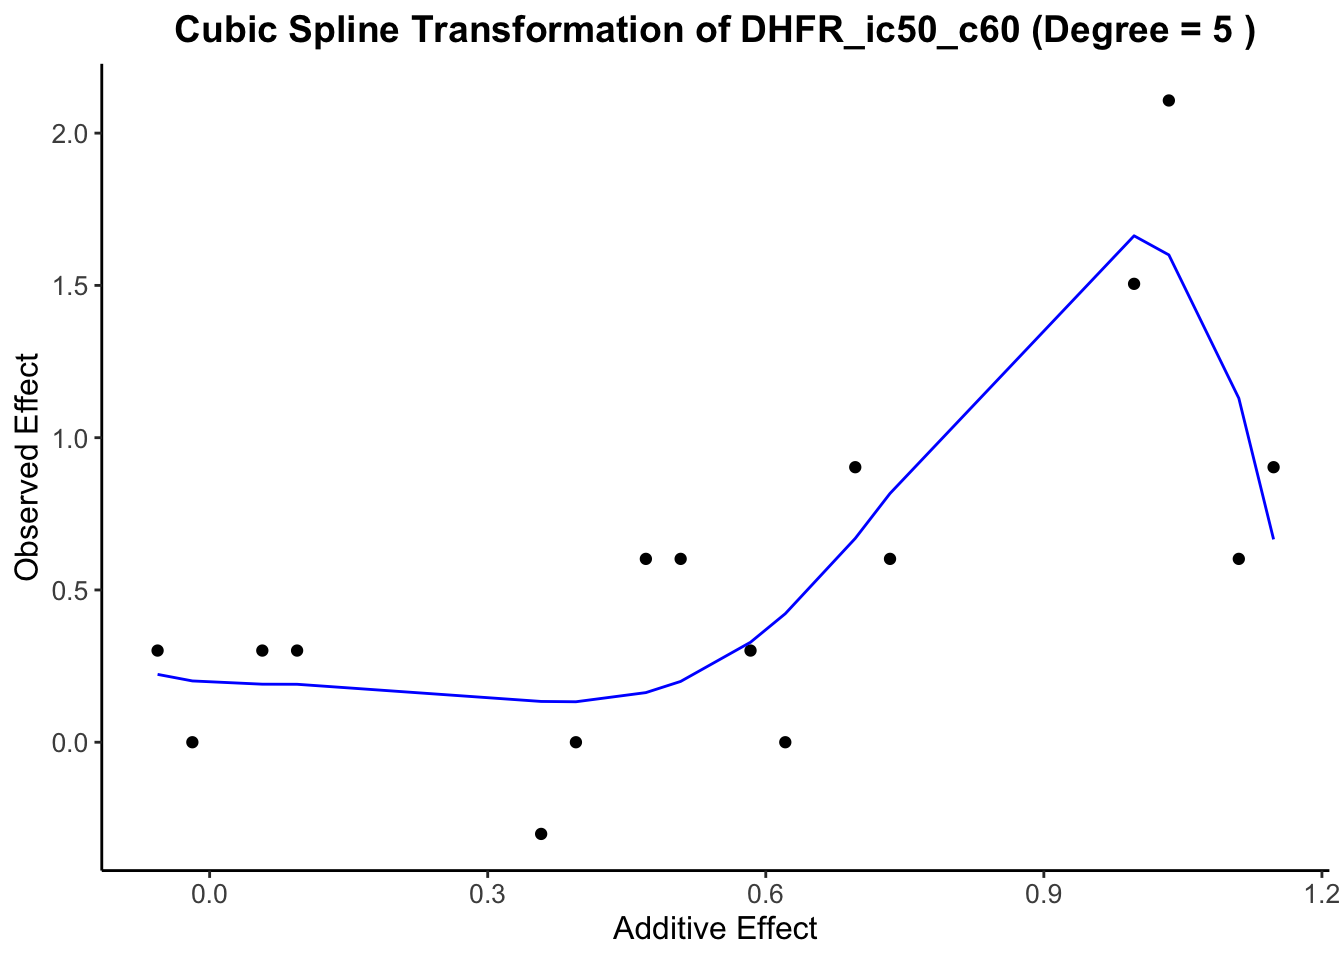 Cubic Spline Transformation of DHFR_ic50_c60 (Degree = 5 )
Observed Effect
2.0
1.5
1.0
0.5
0.0
0.0 0.3 0.6 0.9 1.2
Additive Effect